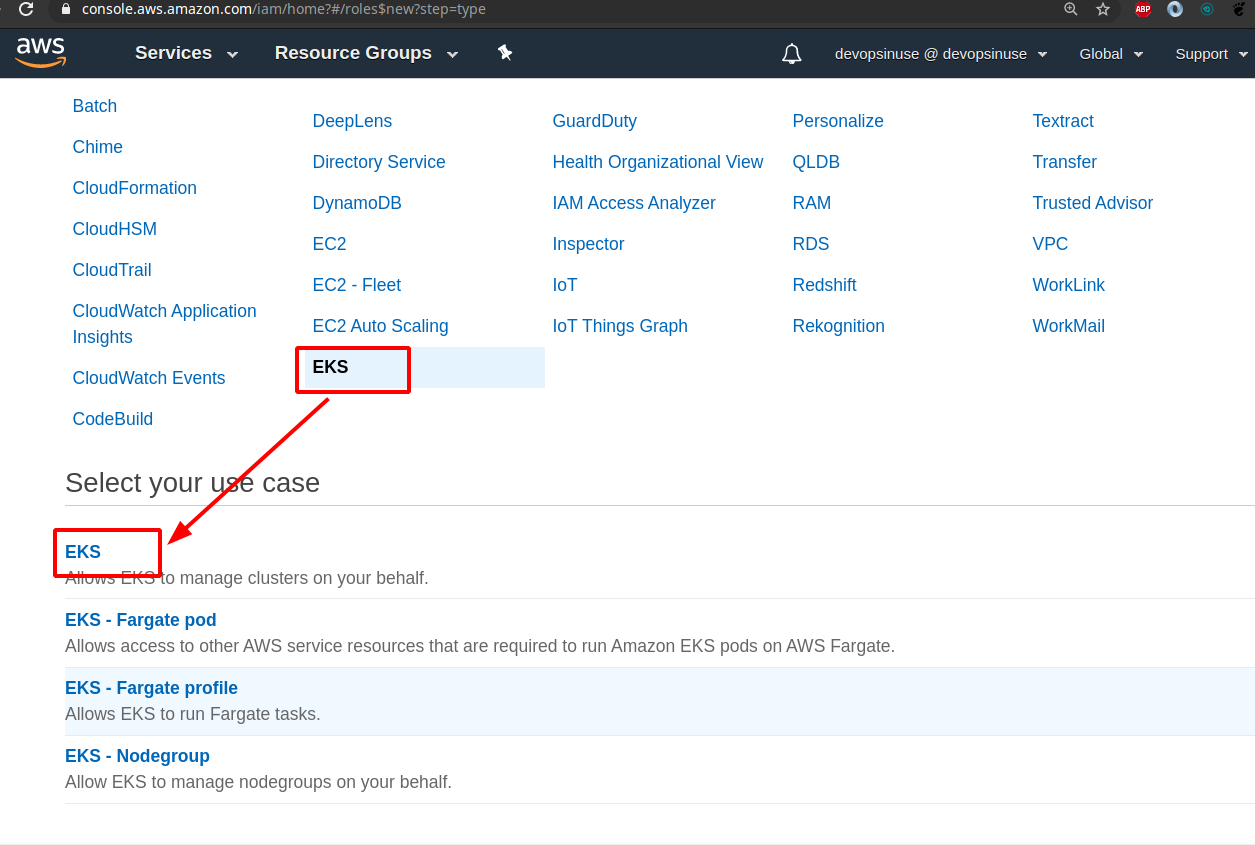 console.aws.amazon.com/iam/home?#/roles$new?step=type
ABP
aws
Services
Resource Groups
devopsinuse @ devopsinuse
Global
Support
Batch
Chime
CloudFormation
CloudHSM
CloudTrail
CloudWatch Application
Insights
CloudWatch Events
CodeBuild
DeepLens
Directory Service
DynamoDB
EC2
EC2 - Fleet
EC2 Auto Scaling
EKS
GuardDuty
Health Organizational View
IAM Access Analyzer
Inspector
IoT
IoT Things Graph
Personalize
QLDB
RAM
RDS
Redshift
Rekognition
Textract
Transfer
Trusted Advisor
VPC
WorkLink
WorkMail
Select your use case
EKS
Allows EKS to manage clusters on your behalf.
EKS - Fargate pod
Allows access to other AWS service resources that are required to run Amazon EKS pods on AWS Fargate.
EKS - Fargate profile
Allows EKS to run Fargate tasks.
EKS - Nodegroup
Allow EKS to manage nodegroups on your behalf.